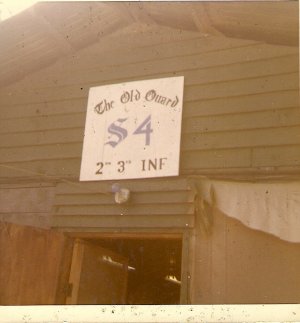 The Old Guard
S4
2ND 3RD INF